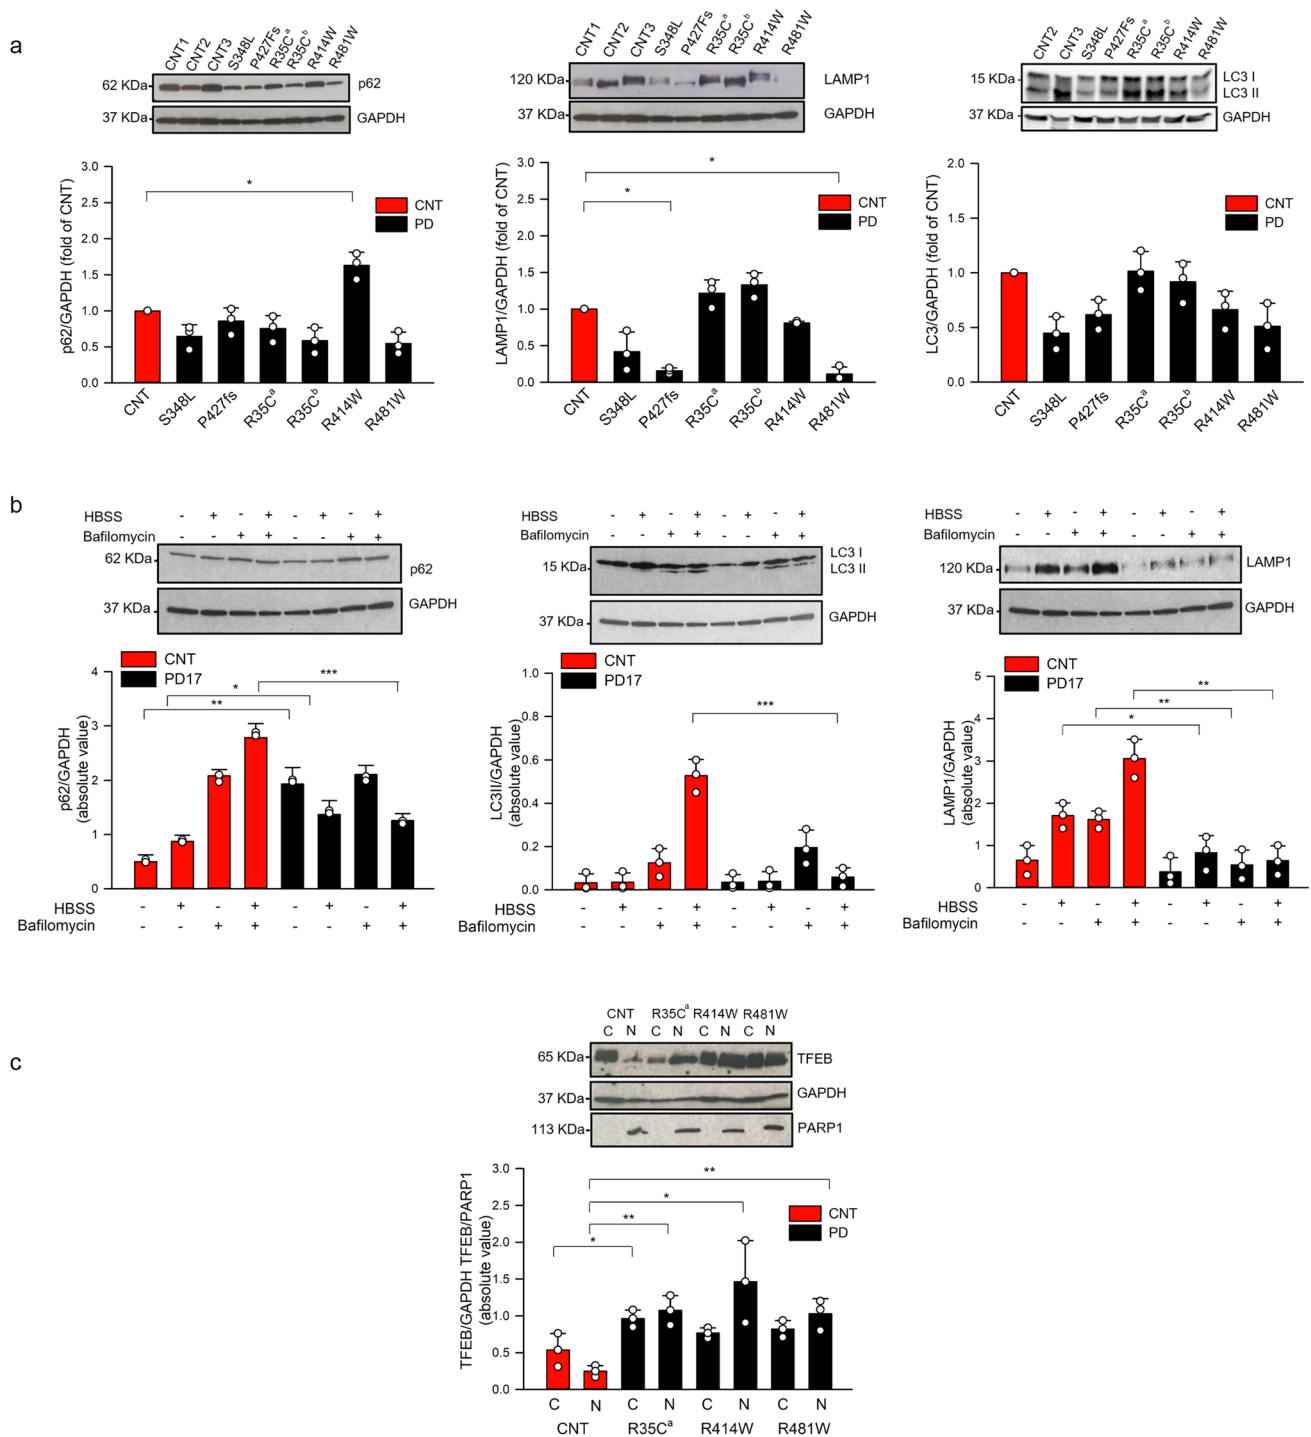 a
CNT1 CNT2 CNT3 S348L P427Fs R35Cᵃ R35Cᵇ R414W R481W
62 KDa
p62
37 KDa
GAPDH
p62/GAPDH (fold of CNT)
3.0
2.5
2.0
1.5
1.0
0.5
0.0
*
CNT
PD
CNT S348L P427fs R35Cᵃ R35Cᵇ R414W R481W
CNT1 CNT2 CNT3 S348L P427Fs R35Cᵃ R35Cᵇ R414W R481W
120 KDa
LAMP1
37 KDa
GAPDH
LAMP1/GAPDH (fold of CNT)
3.0
2.5
2.0
1.5
1.0
0.5
0.0
*
*
CNT
PD
CNT S348L P427fs R35Cᵃ R35Cᵇ R414W R481W
CNT2 CNT3 S348L P427Fs R35Cᵃ R35Cᵇ R414W R481W
15 KDa
LC3 I
LC3 II
37 KDa
GAPDH
LC3/GAPDH (fold of CNT)
2.0
1.5
1.0
0.5
0.0
CNT
PD
CNT S348L P427fs R35Cᵃ R35Cᵇ R414W R481W
b
HBSS - + - + - + - +
Bafilomycin - - + + - - + +
62 KDa
p62
37 KDa
GAPDH
CNT
PD17
p62/GAPDH
(absolute value)
4
3
2
1
0
***
*
**
HBSS - + - + - + - +
Bafilomycin - - + + - - + +
HBSS - + - + - + - +
Bafilomycin - - + + - - + +
15 KDa
LC3 I
LC3 II
37 KDa
GAPDH
CNT
PD17
LC3II/GAPDH
(absolute value)
1.0
0.8
0.6
0.4
0.2
0.0
***
HBSS - + - + - + - +
Bafilomycin - - + + - - + +
HBSS - + - + - + - +
Bafilomycin - - + + - - + +
120 KDa
LAMP1
37 KDa
GAPDH
CNT
PD17
LAMP1/GAPDH
(absolute value)
5
4
3
2
1
0
**
**
*
HBSS - + - + - + - +
Bafilomycin - - + + - - + +
c
CNT R35Cᵃ R414W R481W
C N C N C N C N
65 KDa
TFEB
37 KDa
GAPDH
113 KDa
PARP1
TFEB/GAPDH TFEB/PARP1
(absolute value)
3.0
2.5
2.0
1.5
1.0
0.5
0.0
**
*
**
*
CNT
PD
C N C N C N C N
CNT R35Cᵃ R414W R481W